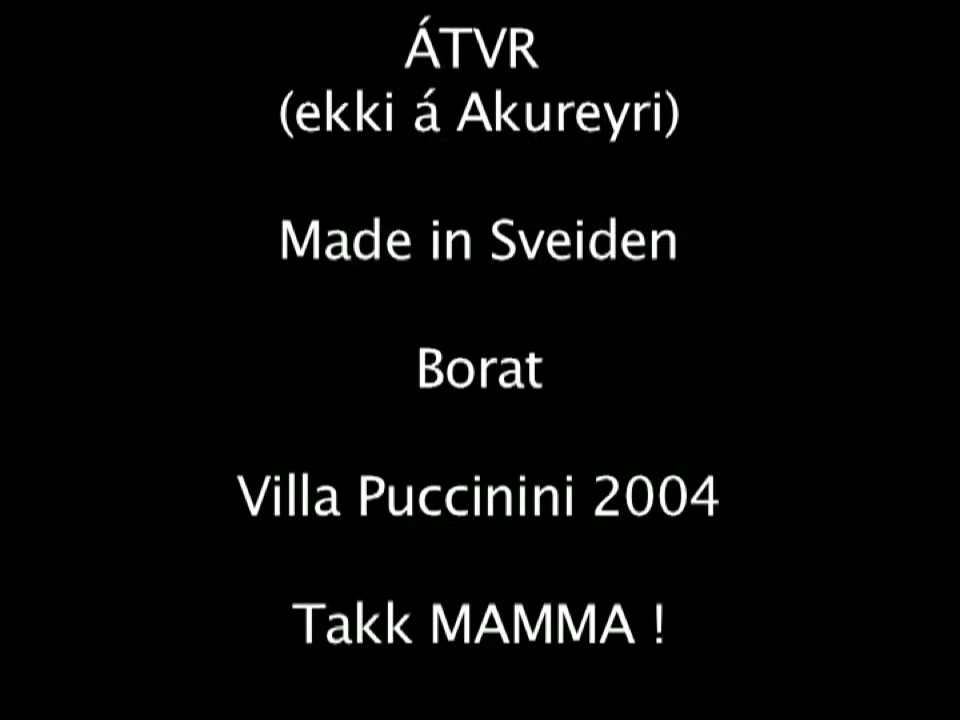 ÁTVR
(ekki á Akureyri)
Made in Sveiden
Borat
Villa Puccinini 2004
Takk MAMMA !